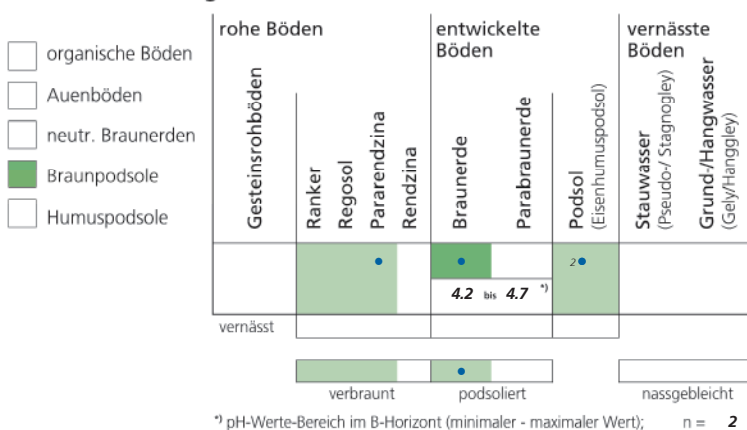 organische Böden
Auenböden
neutr. Braunerden
Braunpodsole
Humuspodsole
rohe Böden
entwickelte
Böden
vernässte
Böden
Gesteinsrohböden
Ranker
Regosol
Pararendzina
Rendzina
Braunerde
Parabraunerde
Podsol
(Eisenhumuspodsol)
Stauwasser
(Pseudo-/ Stagnogley)
Grund-/Hangwasser
(Gely/Hanggley)
2
4.2 bis 4.7 *)
vernässt
verbraunt
podsoliert
nassgebleicht
*) pH-Werte-Bereich im B-Horizont (minimaler - maximaler Wert); n = 2